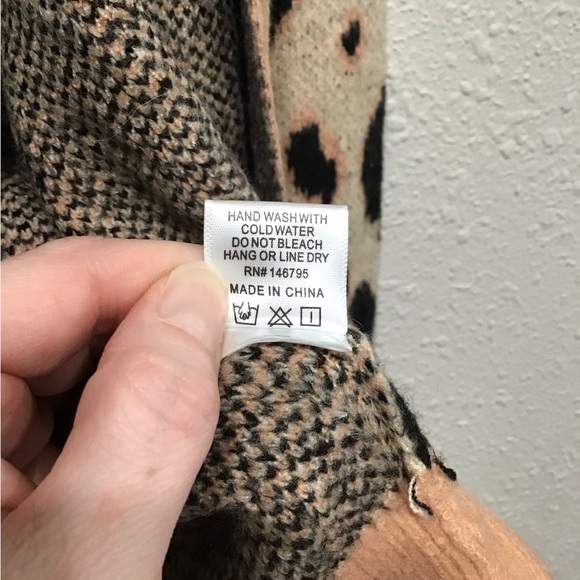 HAND WASH WITH
COLD WATER
DO NOT BLEACH
HANG OR LINE DRY
RN# 146795
MADE IN CHINA